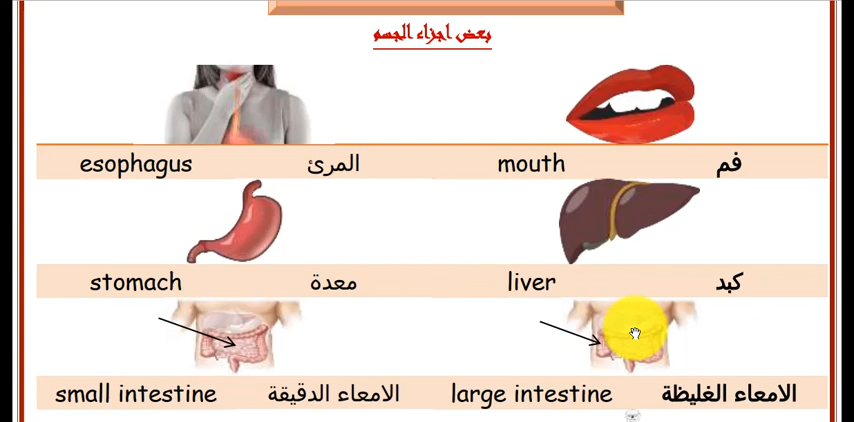 بعض اجزاء الجسم
فم mouth المرئ esophagus
كبد liver معدة stomach
الامعاء الغليظة large intestine الامعاء الدقيقة small intestine